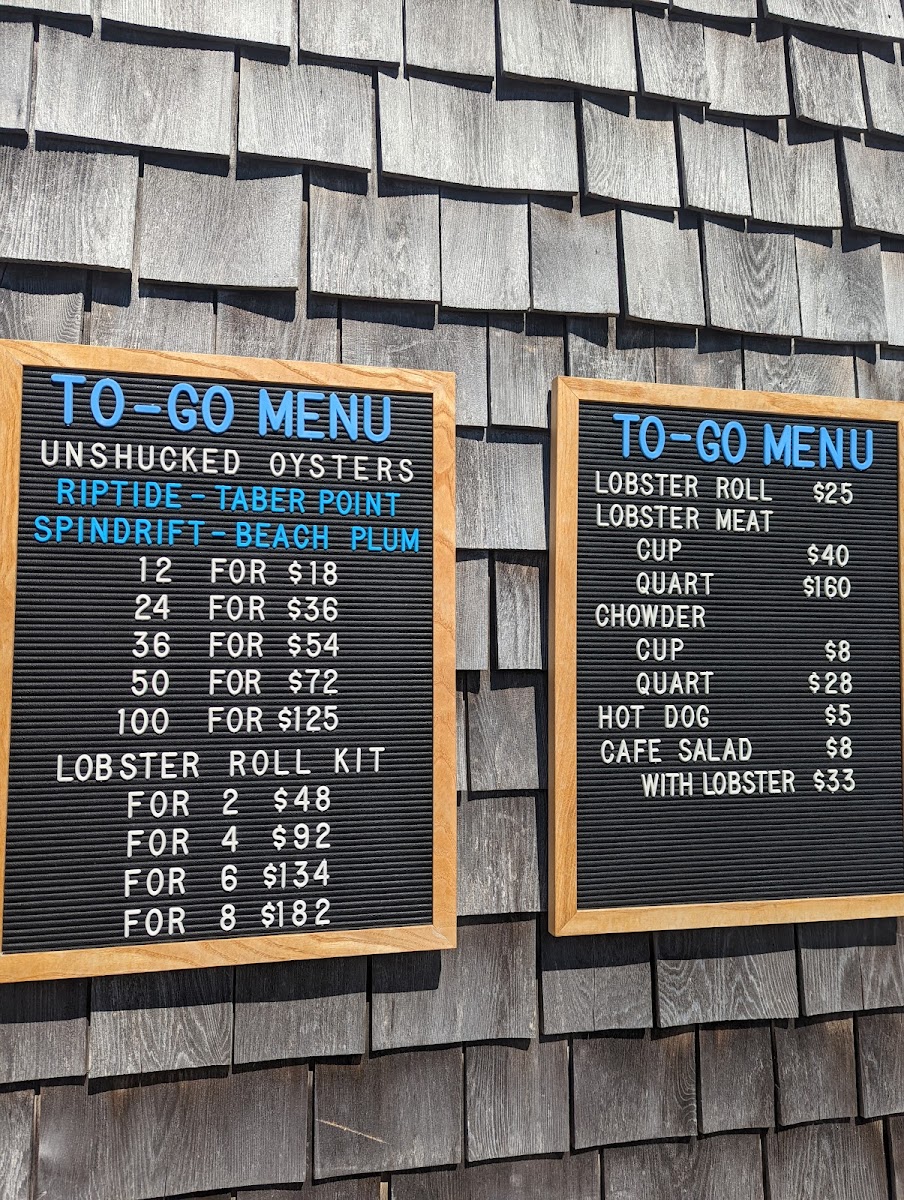 TO-GO MENU
UNSHUCKED OYSTERS
RIPTIDE-TABER POINT
SPINDRIFT-BEACH PLUM
12 FOR $18
24 FOR $36
36 FOR $54
50 FOR $72
100 FOR $125
LOBSTER ROLL KIT
FOR 2 $48
FOR 4 $92
FOR 6 $134
FOR 8 $182
TO-GO MENU
LOBSTER ROLL $25
LOBSTER MEAT
CUP $40
QUART $160
CHOWDER
CUP $8
QUART $28
HOT DOG $5
CAFE SALAD $8
WITH LOBSTER $33